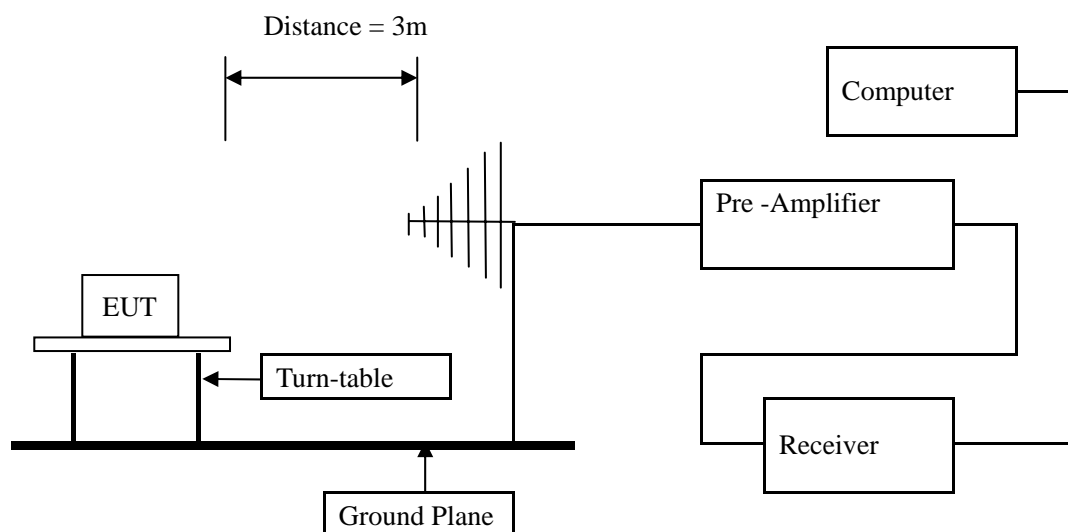 Distance = 3m
Computer
Pre -Amplifier
EUT
Turn-table
Receiver
Ground Plane